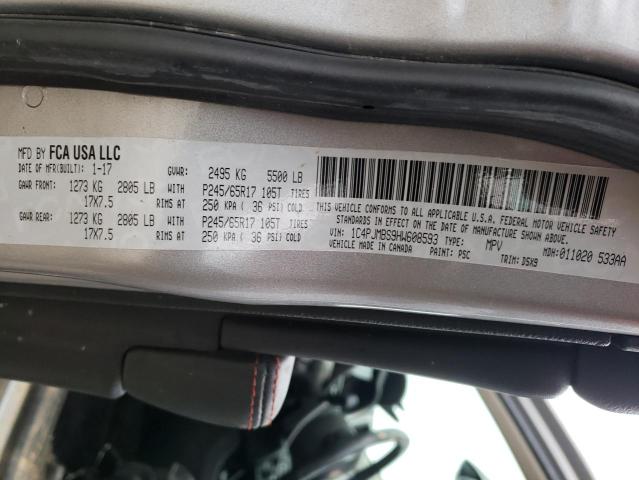 MFD BY FCA USA LLC
DATE OF MFR(BUILT): 1-17 GVWR: 2495 KG 5500 LB
GAWR FRONT: 1273 KG 2805 LB WITH P245/65R17 105T TIRES
17X7.5 RIMS AT 250 KPA ( 36 PSI) COLD
GAWR REAR: 1273 KG 2805 LB WITH P245/65R17 105T TIRES
17X7.5 RIMS AT 250 KPA ( 36 PSI) COLD
THIS VEHICLE CONFORMS TO ALL APPLICABLE U.S.A. FEDERAL MOTOR VEHICLE SAFETY
STANDARDS IN EFFECT ON THE DATE OF MANUFACTURE SHOWN ABOVE.
VIN: 1C4PJMBS9HW608593 TYPE: MPV MDH: 011020 533AA
VEHICLE MADE IN CANADA PAINT: PSC TRIM: D5X9